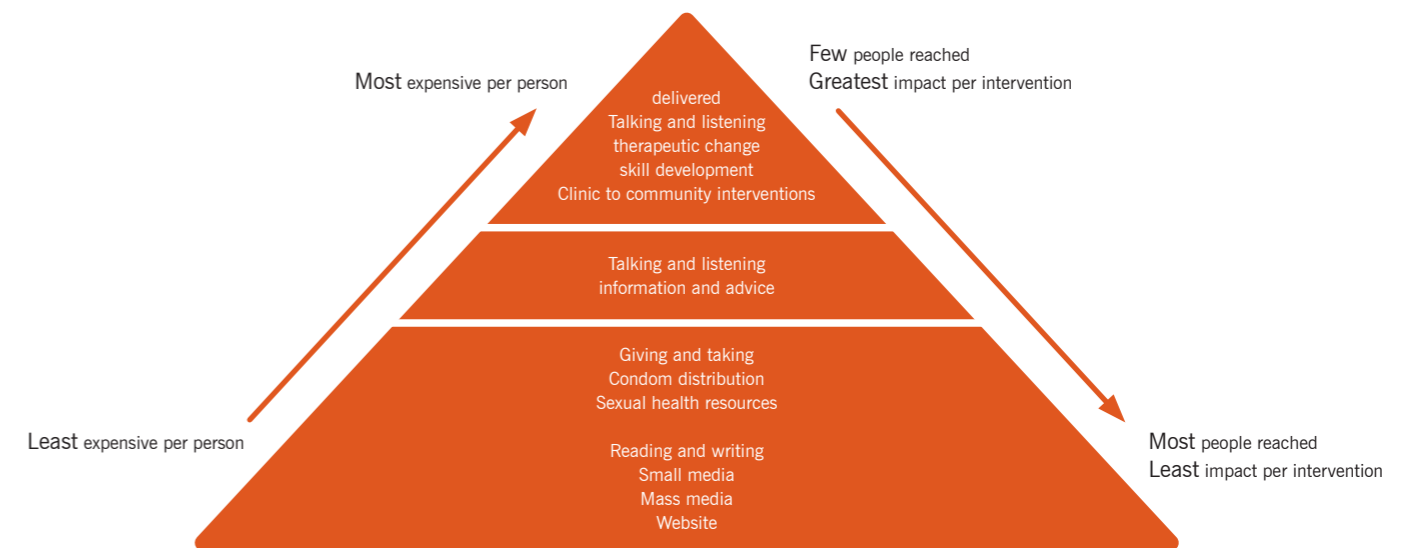 Few people reached
Most expensive per person
Greatest impact per intervention
delivered
Talking and listening
therapeutic change
skill development
Clinic to community interventions
Talking and listening
information and advice
Giving and taking
Condom distribution
Sexual health resources
Least expensive per person
Most people reached
Reading and writing
Least impact per intervention
Small media
Mass media
Website